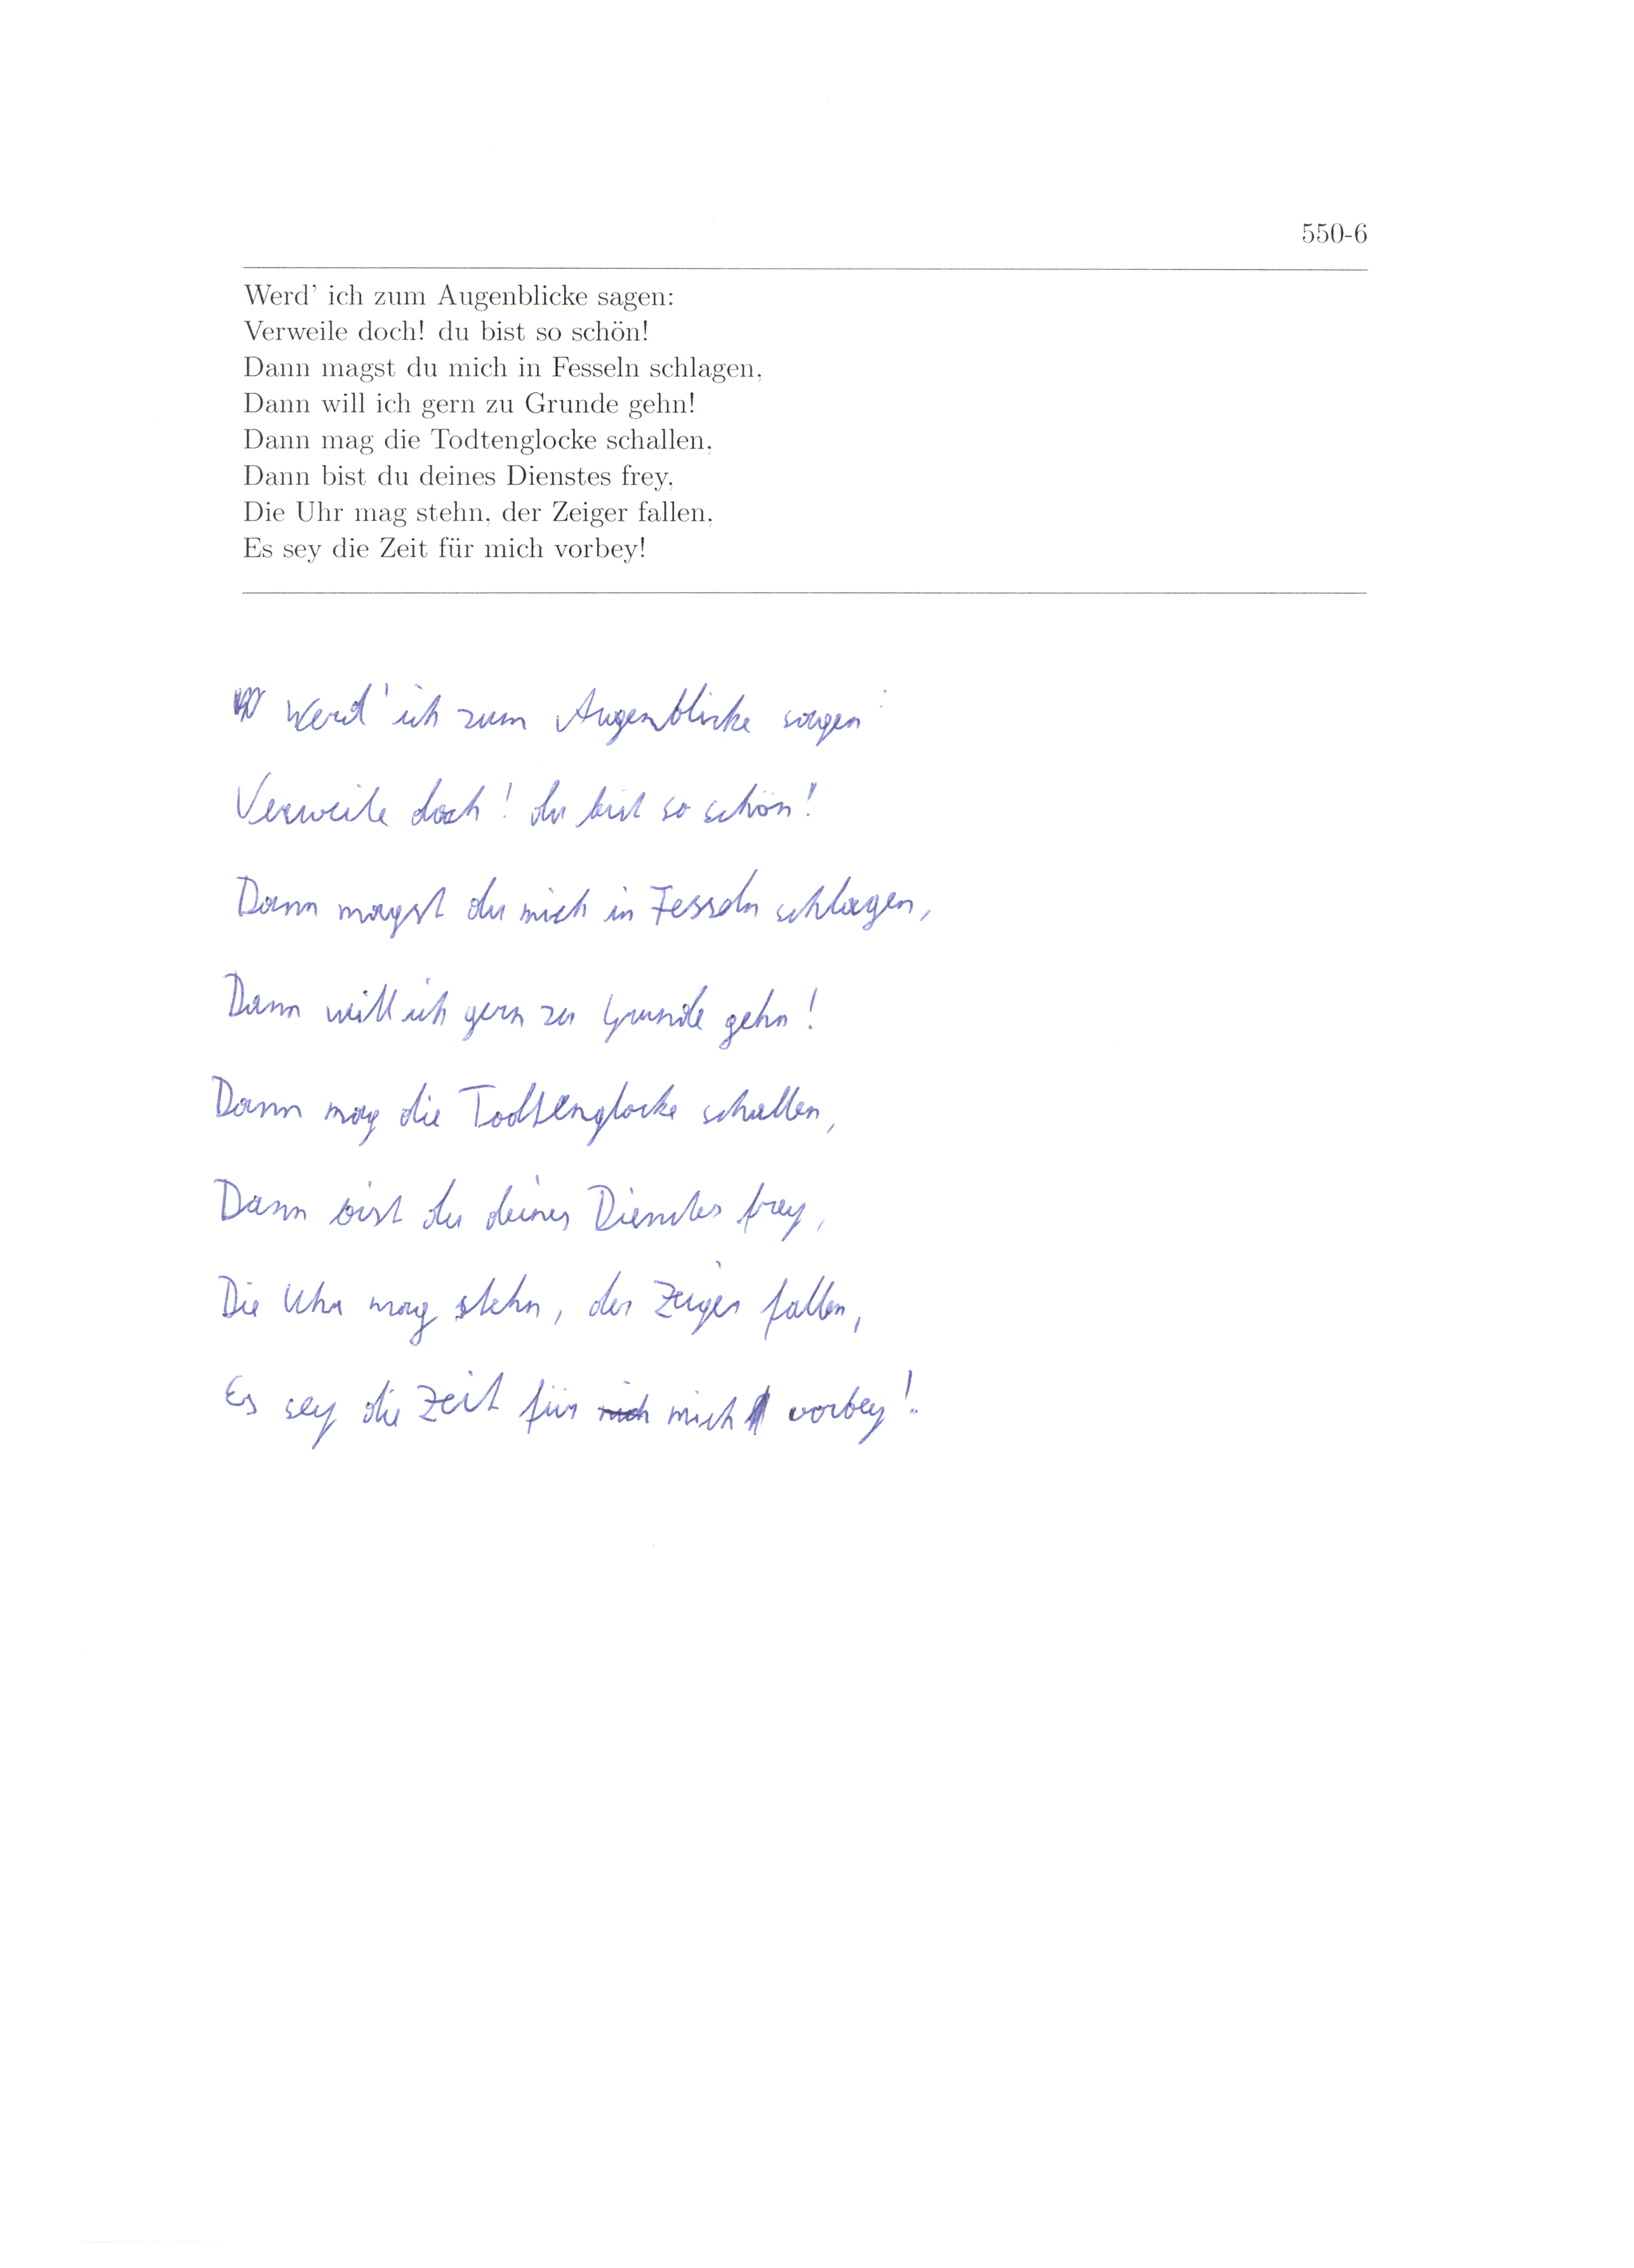 550-6
Werd' ich zum Augenblicke sagen:
Verweile doch! du bist so schön!
Dann magst du mich in Fesseln schlagen,
Dann will ich gern zu Grunde gehn!
Dann mag die Todtenglocke schallen,
Dann bist du deines Dienstes frey,
Die Uhr mag stehn, der Zeiger fallen,
Es sey die Zeit für mich vorbey!
Werd' ich zum Augenblicke sagen:
Verweile doch! du bist so schön!
Dann magst du mich in Fesseln schlagen,
Dann will ich gern zu Grunde gehn!
Dann mag die Todtenglocke schallen,
Dann bist du deines Dienstes frey,
Die Uhr mag stehn, der Zeiger fallen,
Es sey die Zeit für mich vorbey!